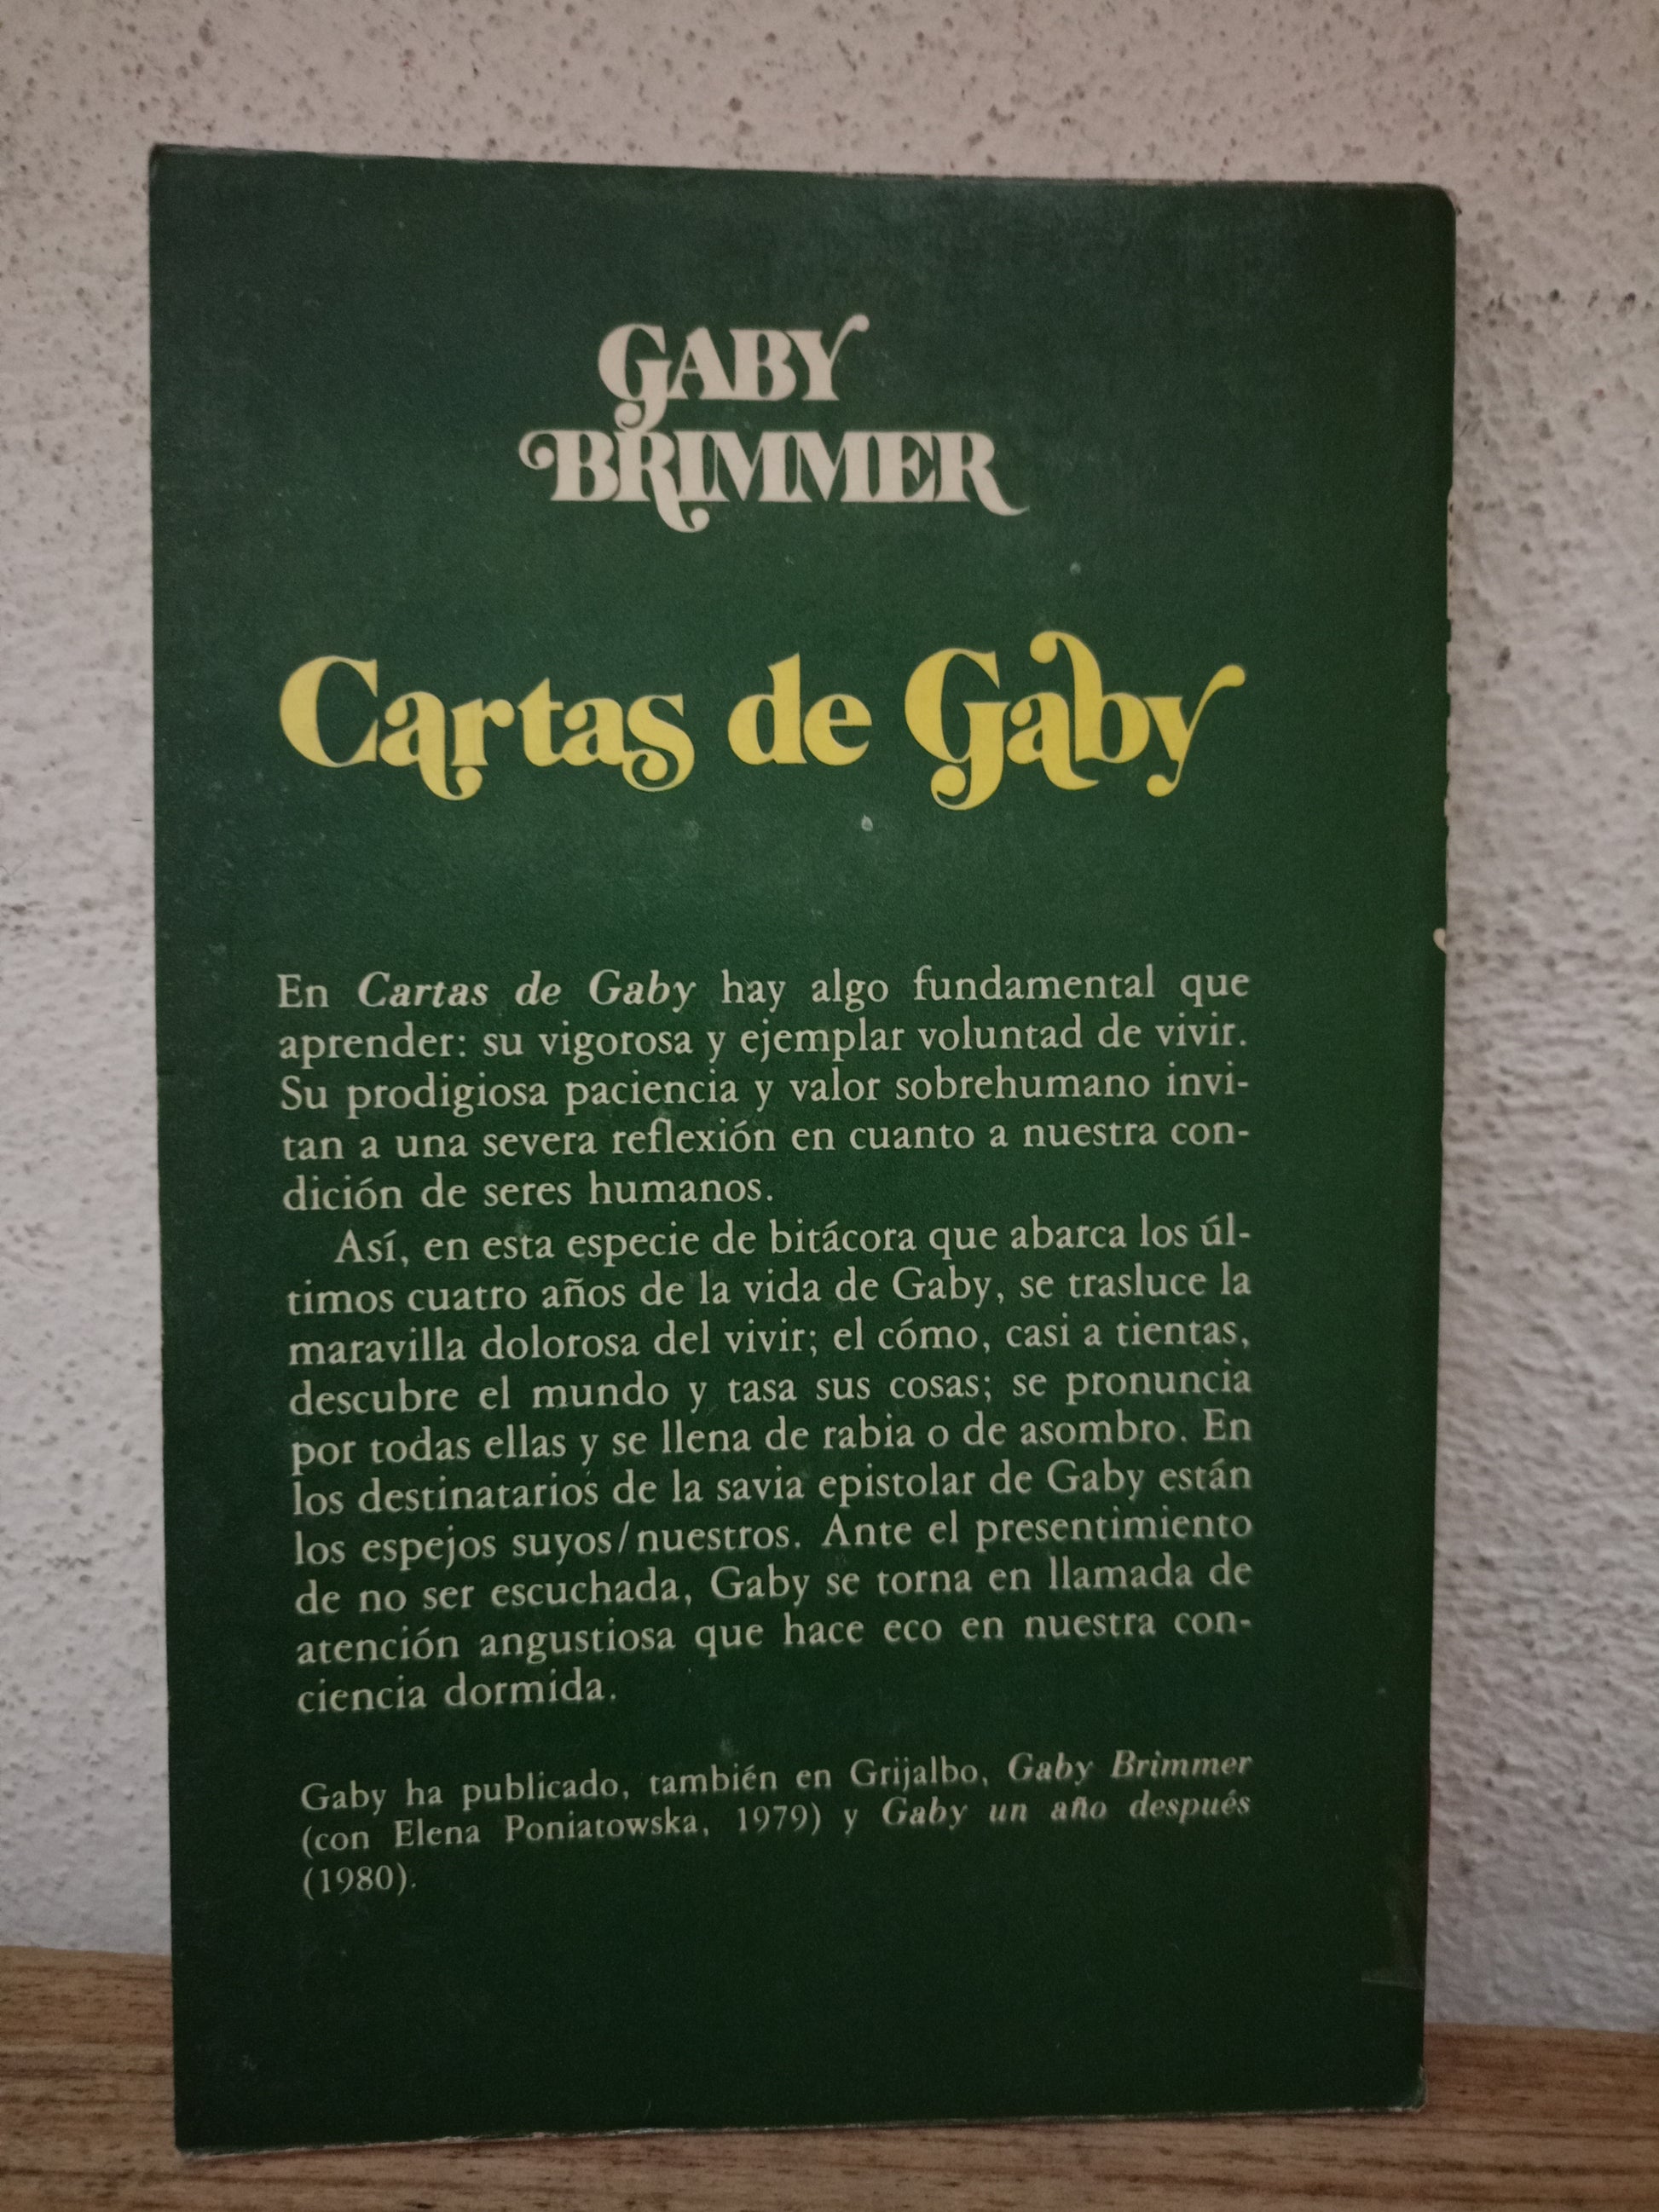 GABY
BRIMMER
Cartas de Gaby
En Cartas de Gaby hay algo fundamental que
aprender: su vigorosa y ejemplar voluntad de vivir.
Su prodigiosa paciencia y valor sobrehumano invi-
tan a una severa reflexión en cuanto a nuestra con-
dición de seres humanos.
Así, en esta especie de bitácora que abarca los úl-
timos cuatro años de la vida de Gaby, se trasluce la
maravilla dolorosa del vivir; el cómo, casi a tientas,
descubre el mundo y tasa sus cosas; se pronuncia
por todas ellas y se llena de rabia o de asombro. En
los destinatarios de la savia epistolar de Gaby están
los espejos suyos/nuestros. Ante el presentimiento
de no ser escuchada, Gaby se torna en llamada de
atención angustiosa que hace eco en nuestra con-
ciencia dormida.
Gaby ha publicado, también en Grijalbo, Gaby Brimmer
(con Elena Poniatowska, 1979) y Gaby un año después
(1980).